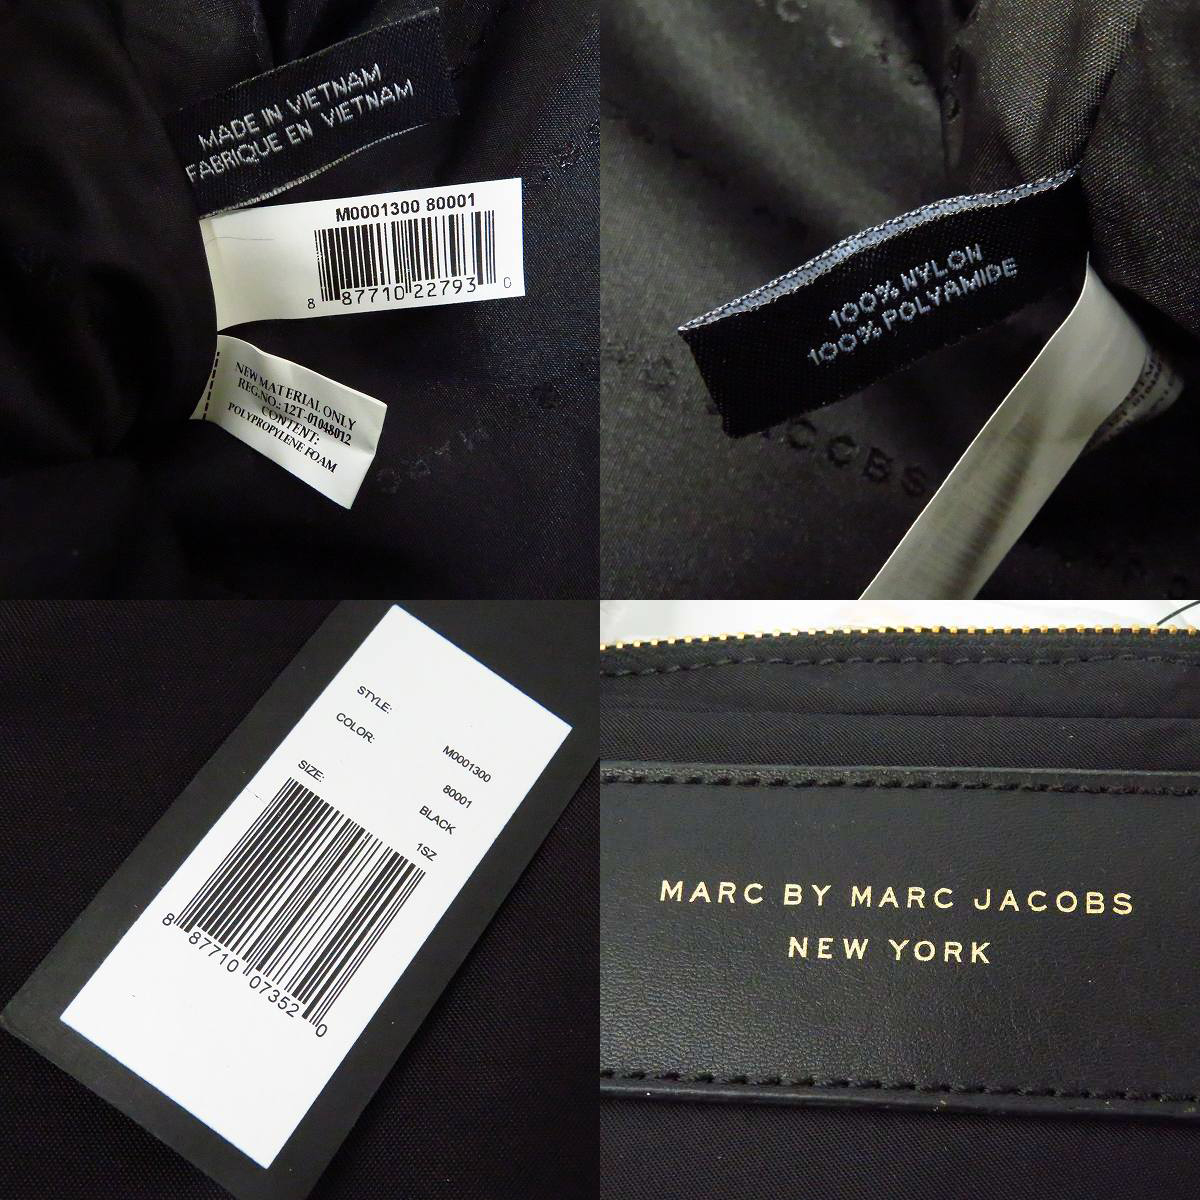 MADE IN VIETNAM
FABRIQUE EN VIETNAM
M0001300 80001
8 87710 22793 0
NEW MATERIAL ONLY
REG.NO.: 12T-01048012
CONTENT:
POLYPROPYLENE FOAM
100% NYLON
100% POLYAMIDE
JACOBS
STYLE: M0001300
COLOR: 80001
BLACK
SIZE: 1SZ
8 87710 07352 0
MARC BY MARC JACOBS
NEW YORK